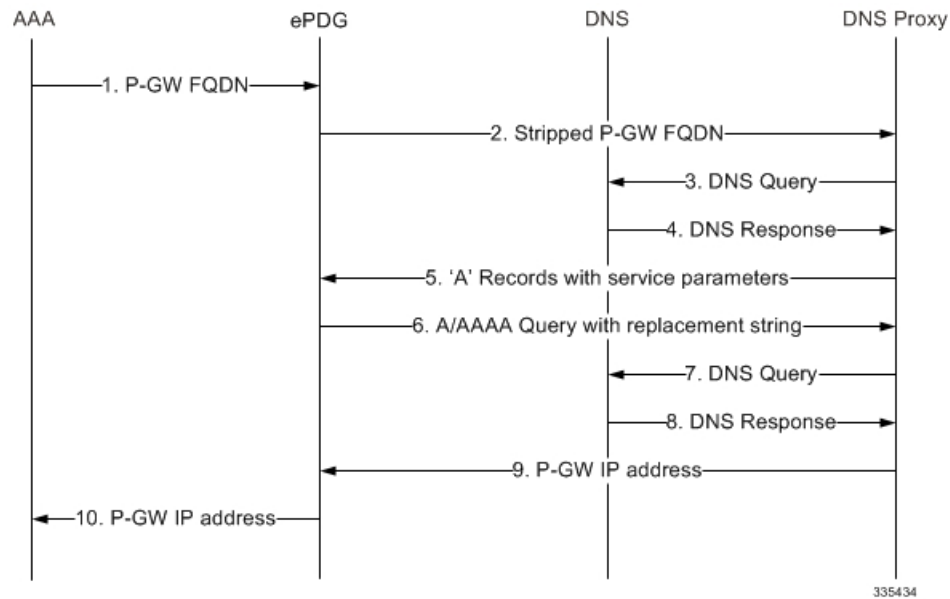 AAA
ePDG
DNS
DNS Proxy
1. P-GW FQDN
2. Stripped P-GW FQDN
3. DNS Query
4. DNS Response
5. 'A' Records with service parameters
6. A/AAAA Query with replacement string
7. DNS Query
8. DNS Response
9. P-GW IP address
10. P-GW IP address
335434